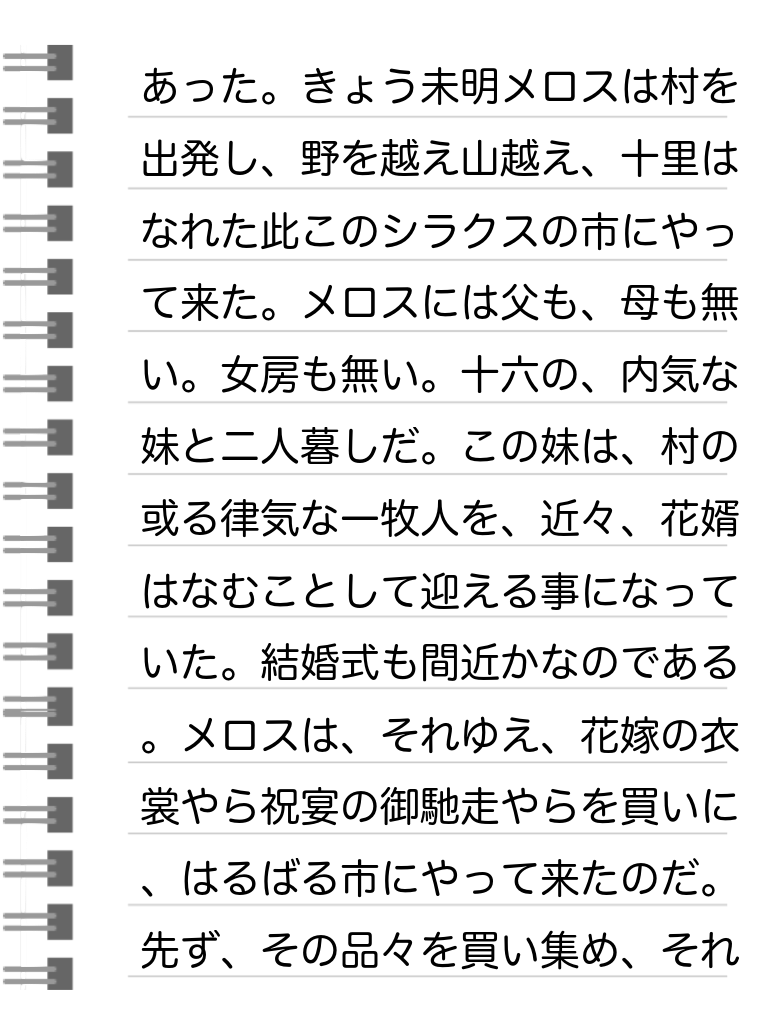 あった。きょう未明メロスは村を
出発し、野を越え山越え、十里は
なれた此このシラクスの市にやっ
て来た。メロスには父も、母も無
い。女房も無い。十六の、内気な
妹と二人暮しだ。この妹は、村の
或る律気な一牧人を、近々、花婿
はなむことして迎える事になって
いた。結婚式も間近かなのである
。メロスは、それゆえ、花嫁の衣
裳やら祝宴の御馳走やらを買いに
、はるばる市にやって来たのだ。
先ず、その品々を買い集め、それ